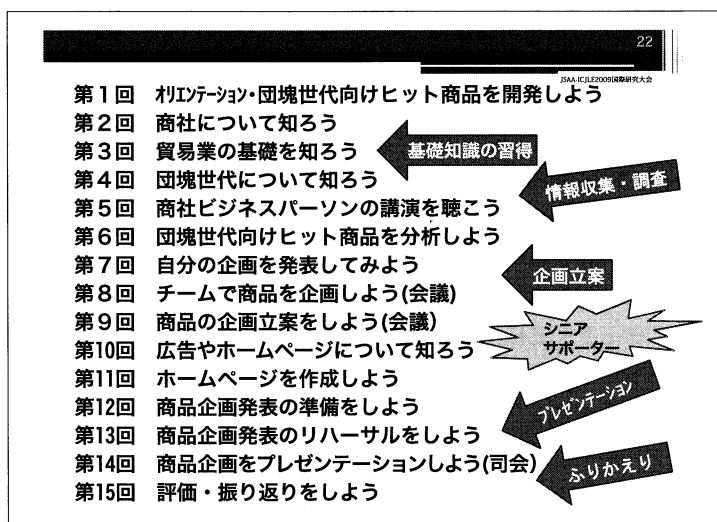 22
JSAA-ICJLE2009国際研究大会
第1回 オリエンテーション・団塊世代向けヒット商品を開発しよう
第2回 商社について知ろう
第3回 貿易業の基礎を知ろう
基礎知識の習得
第4回 団塊世代について知ろう
情報収集・調査
第5回 商社ビジネスパーソンの講演を聴こう
第6回 団塊世代向けヒット商品を分析しよう
第7回 自分の企画を発表してみよう
企画立案
第8回 チームで商品を企画しよう(会議)
第9回 商品の企画立案をしよう(会議)
シニア
サポーター
第10回 広告やホームページについて知ろう
第11回 ホームページを作成しよう
第12回 商品企画発表の準備をしよう
プレゼンテーション
第13回 商品企画発表のリハーサルをしよう
第14回 商品企画をプレゼンテーションしよう(司会)
ふりかえり
第15回 評価・振り返りをしよう